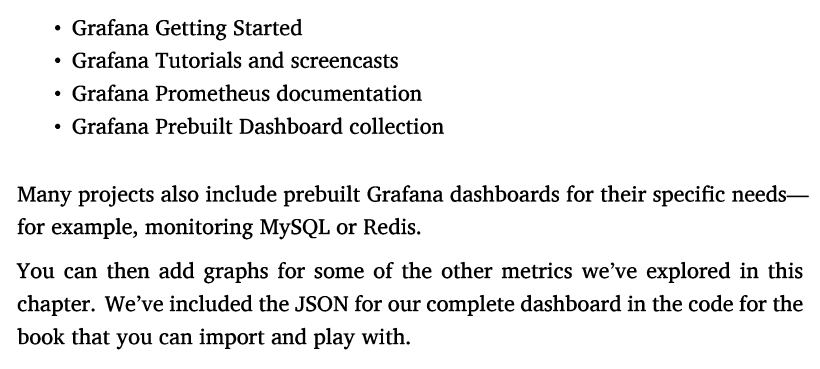 • Grafana Getting Started
• Grafana Tutorials and screencasts
• Grafana Prometheus documentation
• Grafana Prebuilt Dashboard collection
Many projects also include prebuilt Grafana dashboards for their specific needs—
for example, monitoring MySQL or Redis.
You can then add graphs for some of the other metrics we’ve explored in this
chapter. We’ve included the JSON for our complete dashboard in the code for the
book that you can import and play with.